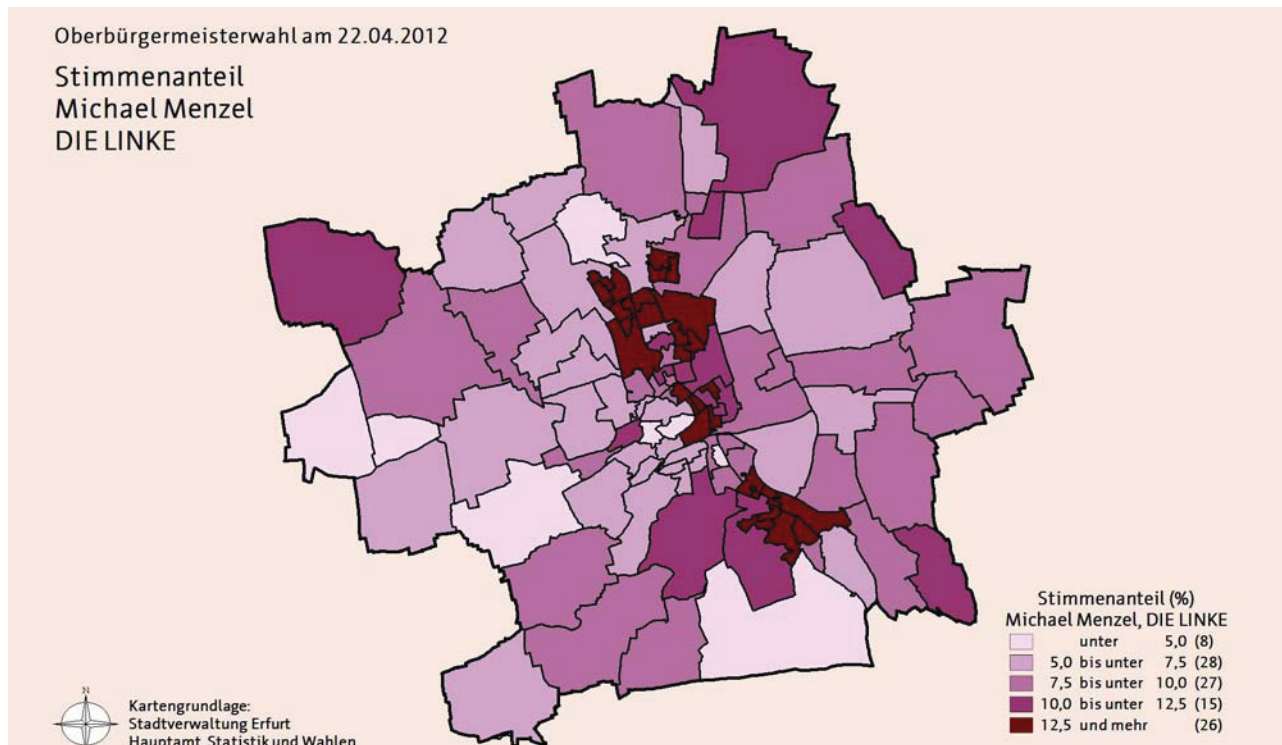 Oberbürgermeisterwahl am 22.04.2012
Stimmenanteil
Michael Menzel
DIE LINKE
Stimmenanteil (%)
Michael Menzel, DIE LINKE
unter 5,0 (8)
5,0 bis unter 7,5 (28)
7,5 bis unter 10,0 (27)
10,0 bis unter 12,5 (15)
12,5 und mehr (26)
N
Kartengrundlage:
Stadtverwaltung Erfurt
Hauptamt, Statistik und Wahlen